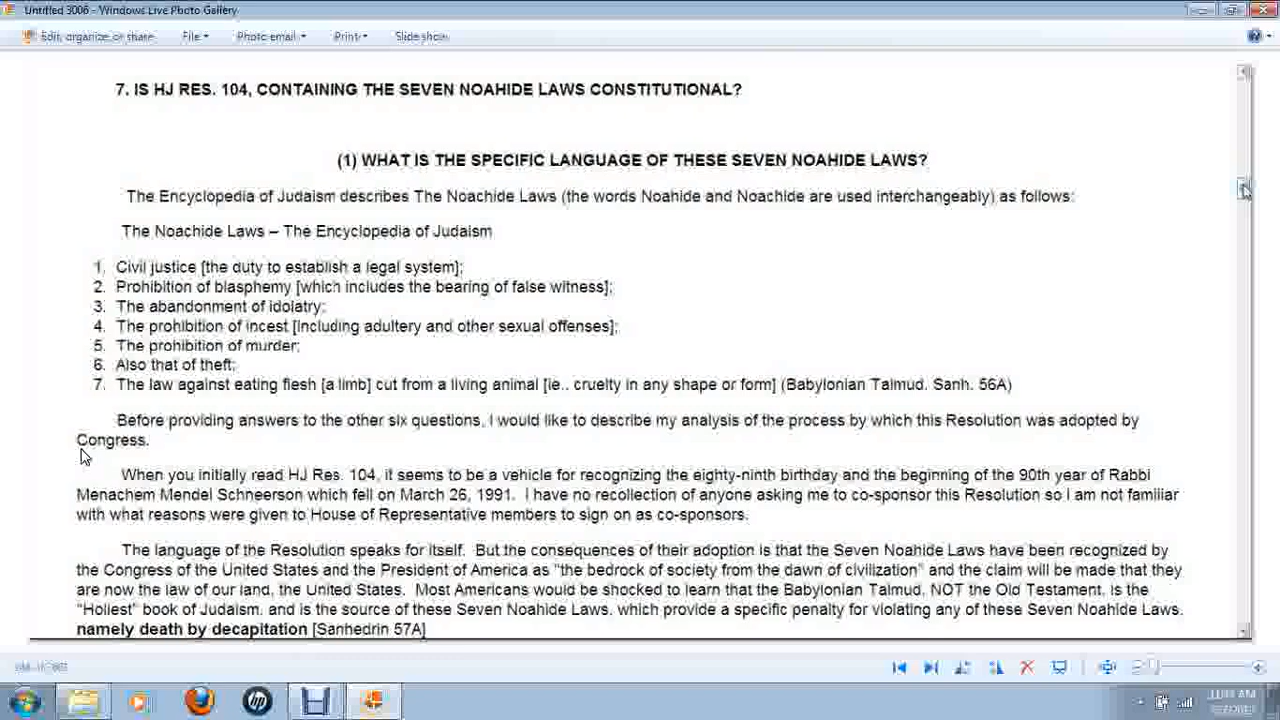 Untitled 3006 - Windows Live Photo Gallery
Edit, organize or share File Photo email Print Slide show
7. IS HJ RES. 104, CONTAINING THE SEVEN NOAHIDE LAWS CONSTITUTIONAL?
(1) WHAT IS THE SPECIFIC LANGUAGE OF THESE SEVEN NOAHIDE LAWS?
The Encyclopedia of Judaism describes The Noachide Laws (the words Noahide and Noachide are used interchangeably) as follows:
The Noachide Laws – The Encyclopedia of Judaism
1. Civil justice [the duty to establish a legal system];
2. Prohibition of blasphemy [which includes the bearing of false witness];
3. The abandonment of idolatry;
4. The prohibition of incest [including adultery and other sexual offenses];
5. The prohibition of murder;
6. Also that of theft;
7. The law against eating flesh [a limb] cut from a living animal [ie.. cruelty in any shape or form] (Babylonian Talmud. Sanh. 56A)
Before providing answers to the other six questions, I would like to describe my analysis of the process by which this Resolution was adopted by
Congress.
When you initially read HJ Res. 104, it seems to be a vehicle for recognizing the eighty-ninth birthday and the beginning of the 90th year of Rabbi
Menachem Mendel Schneerson which fell on March 26, 1991. I have no recollection of anyone asking me to co-sponsor this Resolution so I am not familiar
with what reasons were given to House of Representative members to sign on as co-sponsors.
The language of the Resolution speaks for itself. But the consequences of their adoption is that the Seven Noahide Laws have been recognized by
the Congress of the United States and the President of America as "the bedrock of society from the dawn of civilization" and the claim will be made that they
are now the law of our land, the United States. Most Americans would be shocked to learn that the Babylonian Talmud, NOT the Old Testament, is the
"Holiest" book of Judaism, and is the source of these Seven Noahide Laws, which provide a specific penalty for violating any of these Seven Noahide Laws.
namely death by decapitation [Sanhedrin 57A]
hp